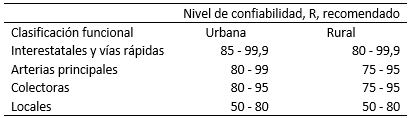 Nivel de confiabilidad, R, recomendado
Clasificación funcional Urbana Rural
Interestatales y vías rápidas 85 - 99,9 80 - 99,9
Arterias principales 80 - 99 75 - 95
Colectoras 80 - 95 75 - 95
Locales 50 - 80 50 - 80